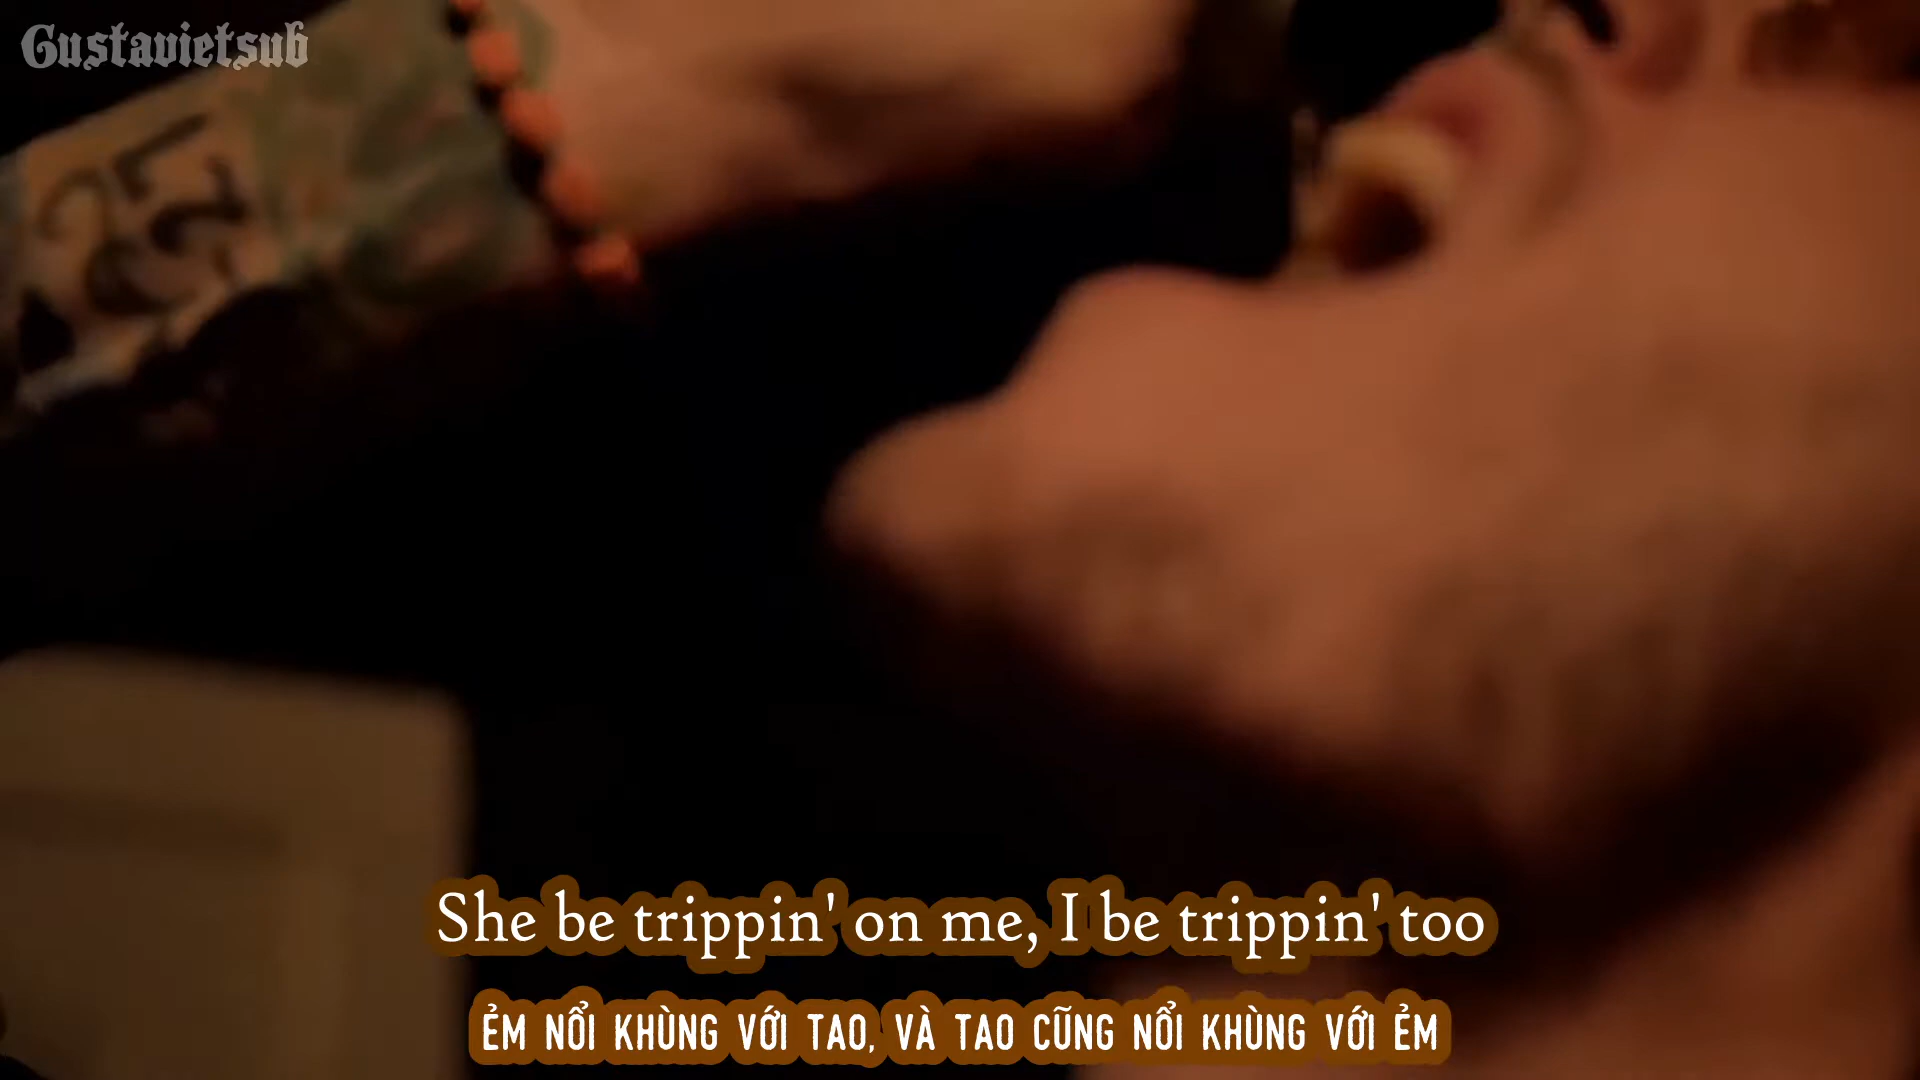 Gustavietsub
She be trippin' on me, I be trippin' too
ẺM NỔI KHÙNG VỚI TAO, VÀ TAO CŨNG NỔI KHÙNG VỚI ẺM